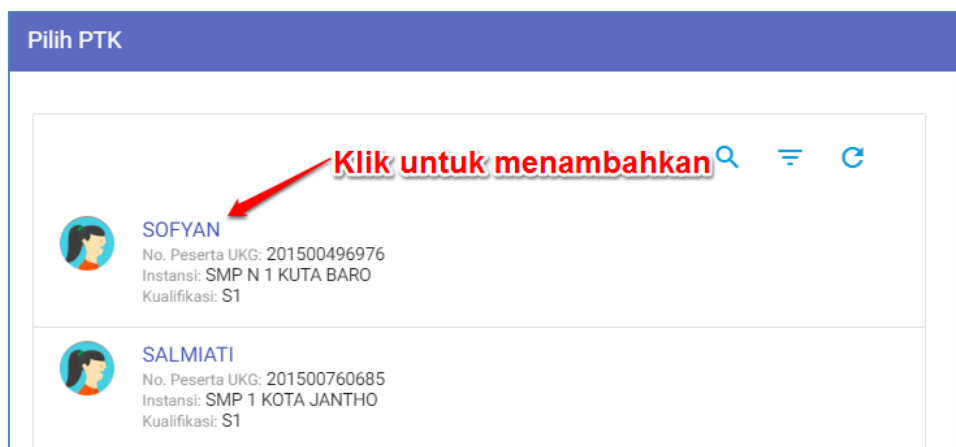 Pilih PTK
Klik untuk menambahkan
SOFYAN
No. Peserta UKG: 201500496976
Instansi: SMP N 1 KUTA BARO
Kualifikasi: S1
SALMIATI
No. Peserta UKG: 201500760685
Instansi: SMP 1 KOTA JANTHO
Kualifikasi: S1